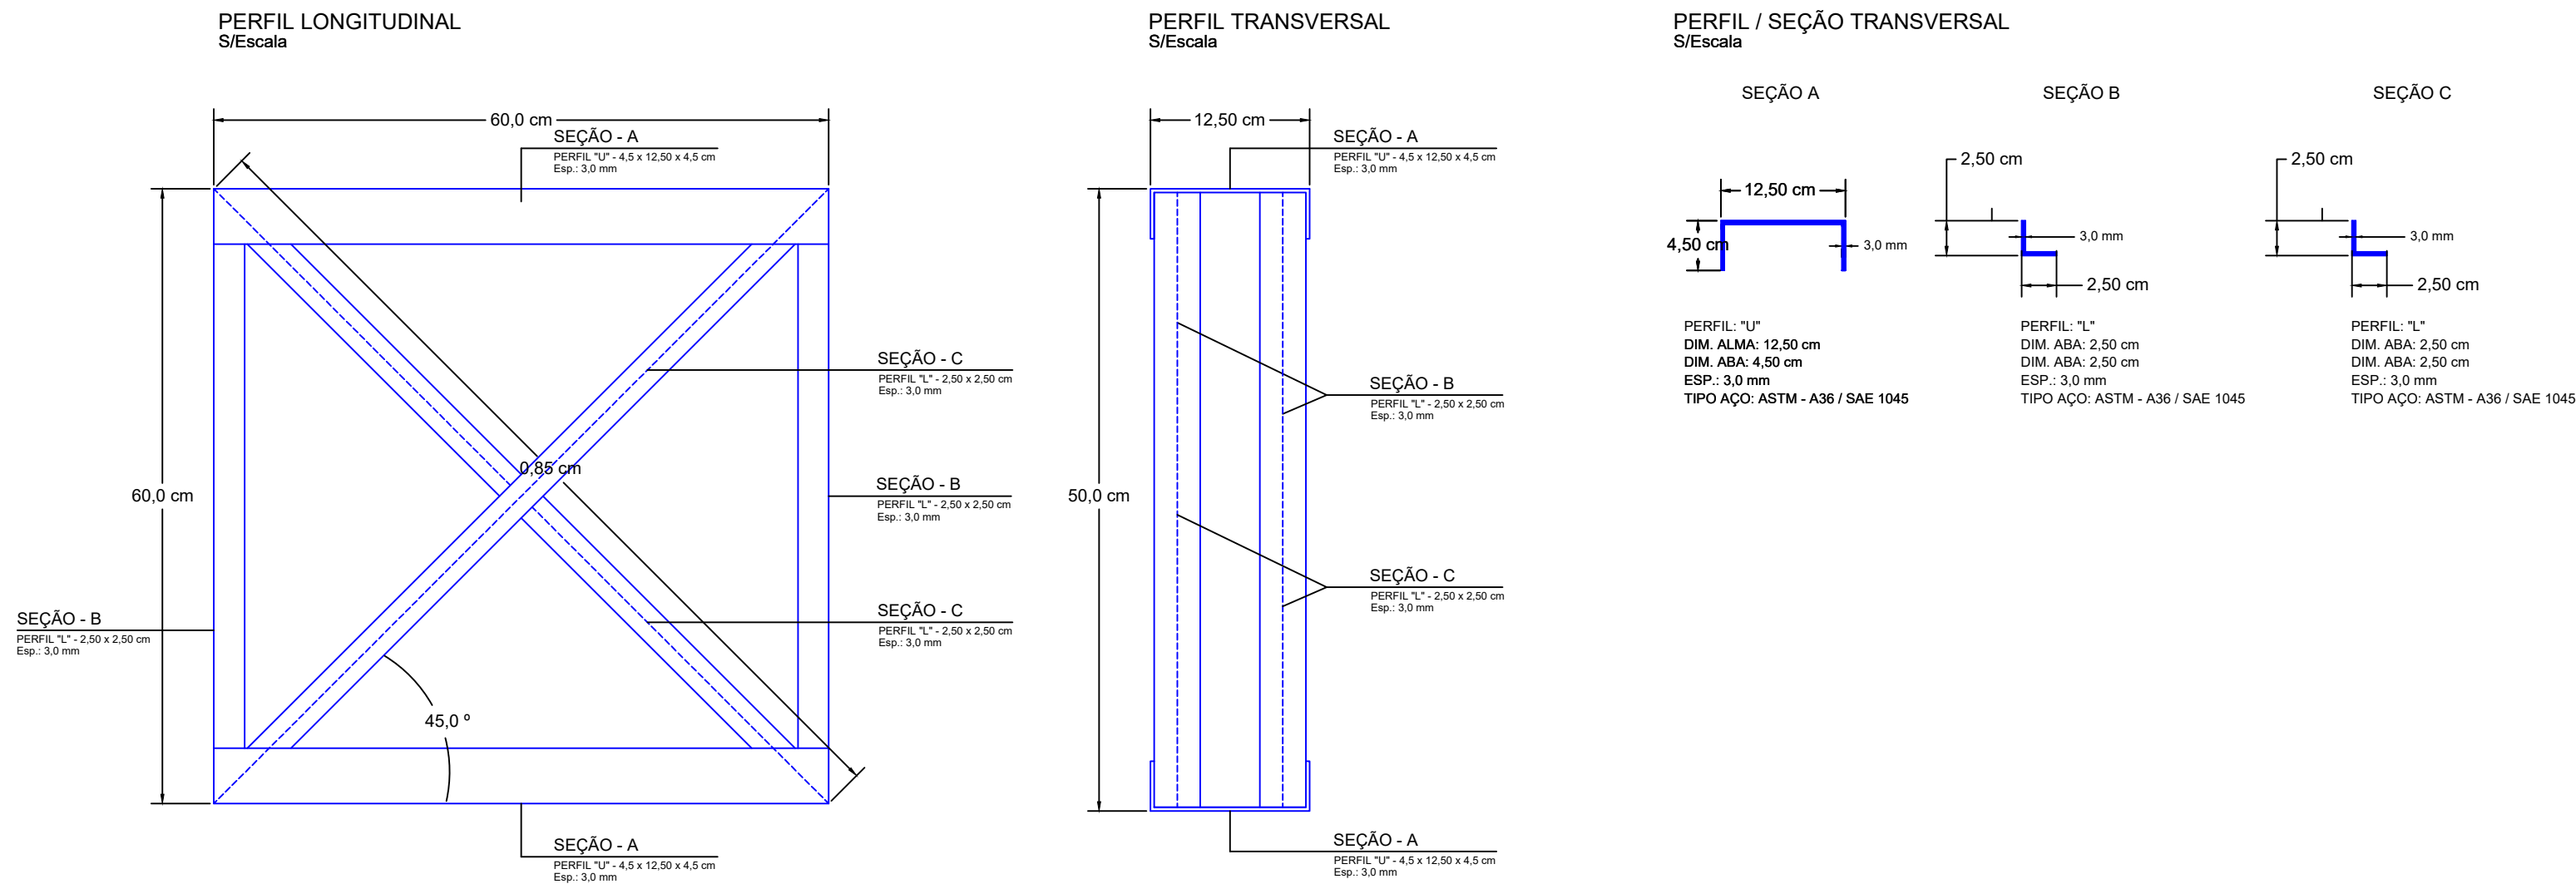 PERFIL LONGITUDINAL
S/Escala
60,0 cm
SEÇÃO - A
PERFIL "U" - 4,5 x 12,50 x 4,5 cm
Esp.: 3,0 mm
SEÇÃO - C
PERFIL "L" - 2,50 x 2,50 cm
Esp.: 3,0 mm
0,85 cm
60,0 cm
SEÇÃO - B
PERFIL "L" - 2,50 x 2,50 cm
Esp.: 3,0 mm
SEÇÃO - C
PERFIL "L" - 2,50 x 2,50 cm
Esp.: 3,0 mm
SEÇÃO - B
PERFIL "L" - 2,50 x 2,50 cm
Esp.: 3,0 mm
45,0 º
SEÇÃO - A
PERFIL "U" - 4,5 x 12,50 x 4,5 cm
Esp.: 3,0 mm
PERFIL TRANSVERSAL
S/Escala
12,50 cm
SEÇÃO - A
PERFIL "U" - 4,5 x 12,50 x 4,5 cm
Esp.: 3,0 mm
SEÇÃO - B
PERFIL "L" - 2,50 x 2,50 cm
Esp.: 3,0 mm
50,0 cm
SEÇÃO - C
PERFIL "L" - 2,50 x 2,50 cm
Esp.: 3,0 mm
SEÇÃO - A
PERFIL "U" - 4,5 x 12,50 x 4,5 cm
Esp.: 3,0 mm
PERFIL / SEÇÃO TRANSVERSAL
S/Escala
SEÇÃO A
12,50 cm
4,50 cm
3,0 mm
PERFIL: "U"
DIM. ALMA: 12,50 cm
DIM. ABA: 4,50 cm
ESP.: 3,0 mm
TIPO AÇO: ASTM - A36 / SAE 1045
SEÇÃO B
2,50 cm
3,0 mm
2,50 cm
PERFIL: "L"
DIM. ABA: 2,50 cm
DIM. ABA: 2,50 cm
ESP.: 3,0 mm
TIPO AÇO: ASTM - A36 / SAE 1045
SEÇÃO C
2,50 cm
3,0 mm
2,50 cm
PERFIL: "L"
DIM. ABA: 2,50 cm
DIM. ABA: 2,50 cm
ESP.: 3,0 mm
TIPO AÇO: ASTM - A36 / SAE 1045